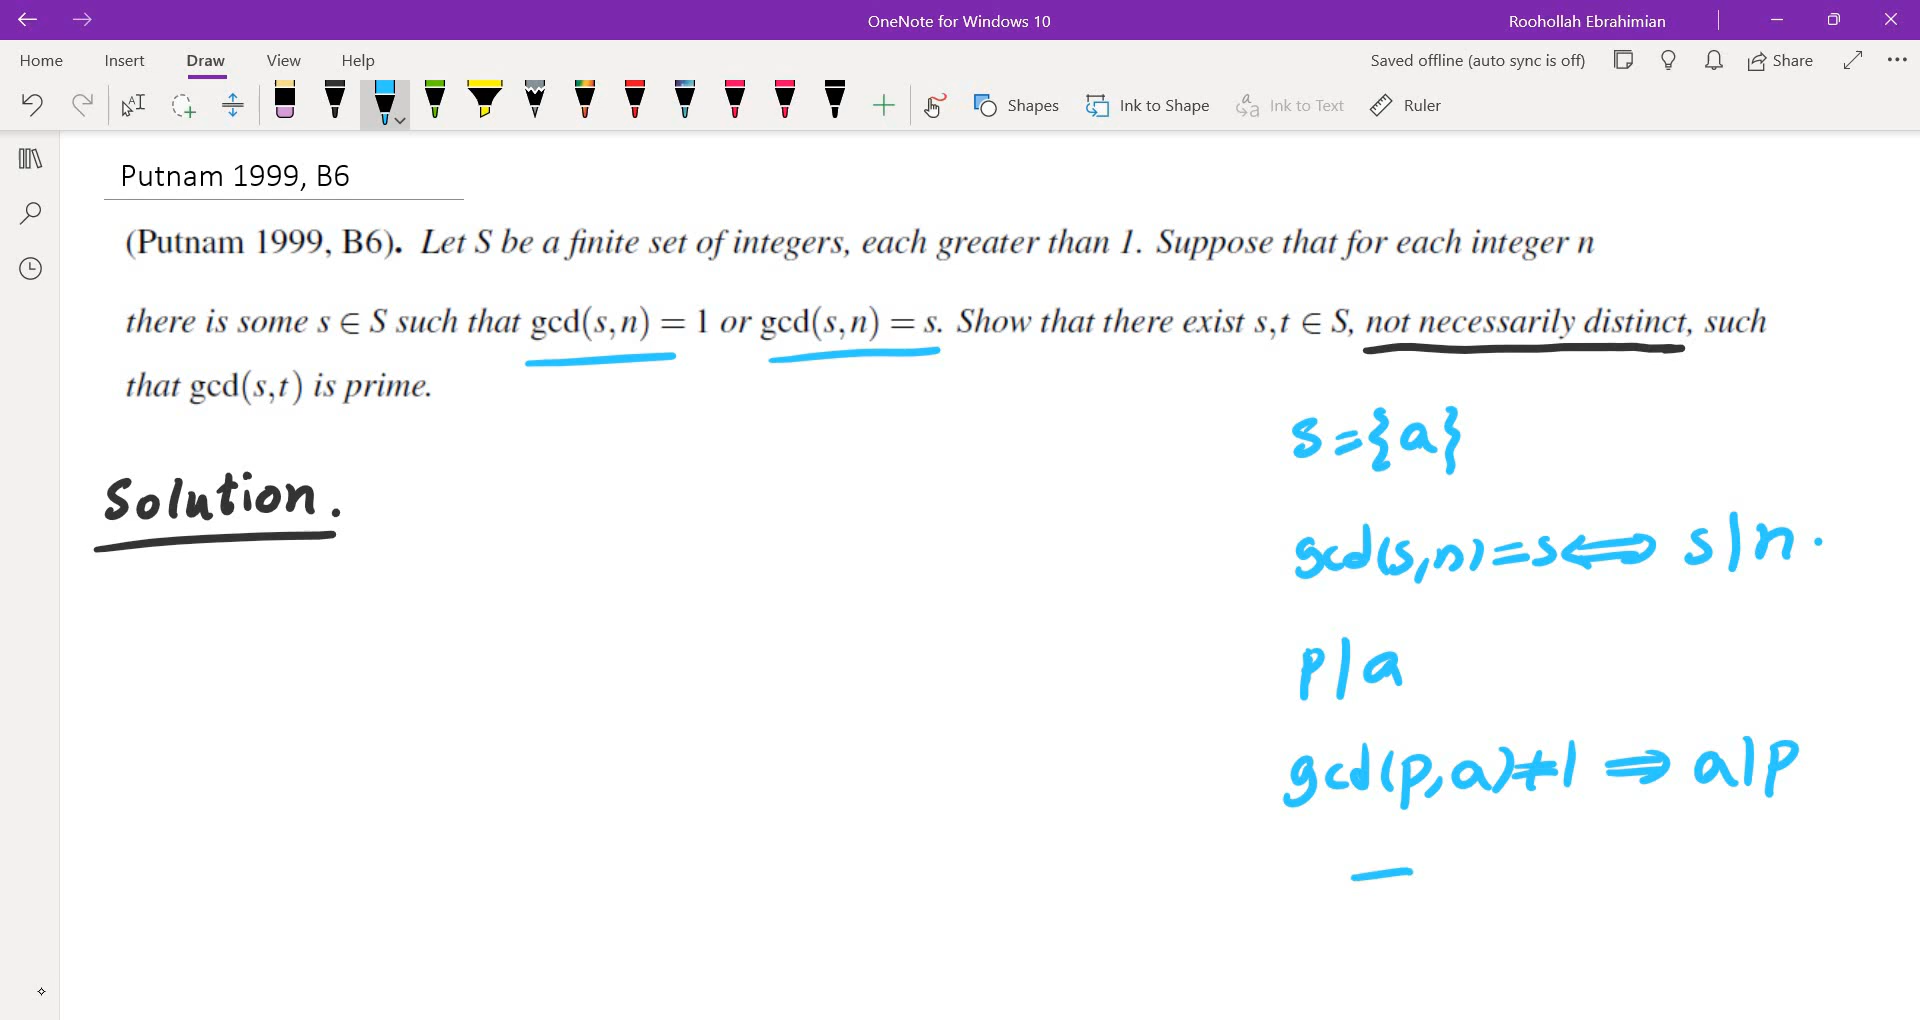 OneNote for Windows 10
Roohollah Ebrahimian
Home Insert Draw View Help
Saved offline (auto sync is off) Share
Shapes Ink to Shape Ink to Text Ruler
Putnam 1999, B6
(Putnam 1999, B6). Let S be a finite set of integers, each greater than 1. Suppose that for each integer n
there is some s ∈ S such that gcd(s,n) = 1 or gcd(s,n) = s. Show that there exist s,t ∈ S, not necessarily distinct, such
that gcd(s,t) is prime.
Solution.
S={a}
gcd(s,n)=s⟺ s|n.
p|a
gcd(p,a)≠1 ⟹ a|p